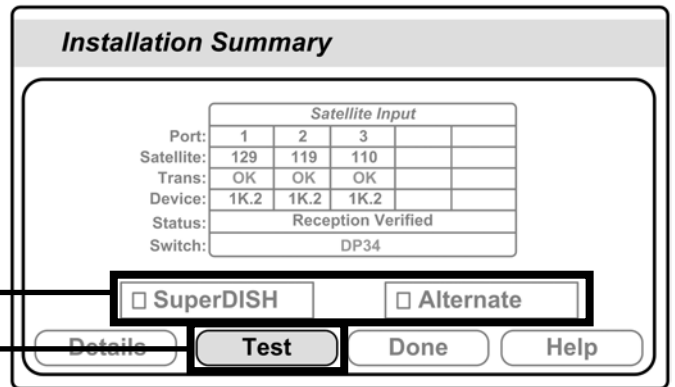 Installation Summary
Satellite Input
Port: 1 2 3
Satellite: 129 119 110
Trans: OK OK OK
Device: 1K.2 1K.2 1K.2
Status: Reception Verified
Switch: DP34
SuperDISH Alternate
Details Test Done Help